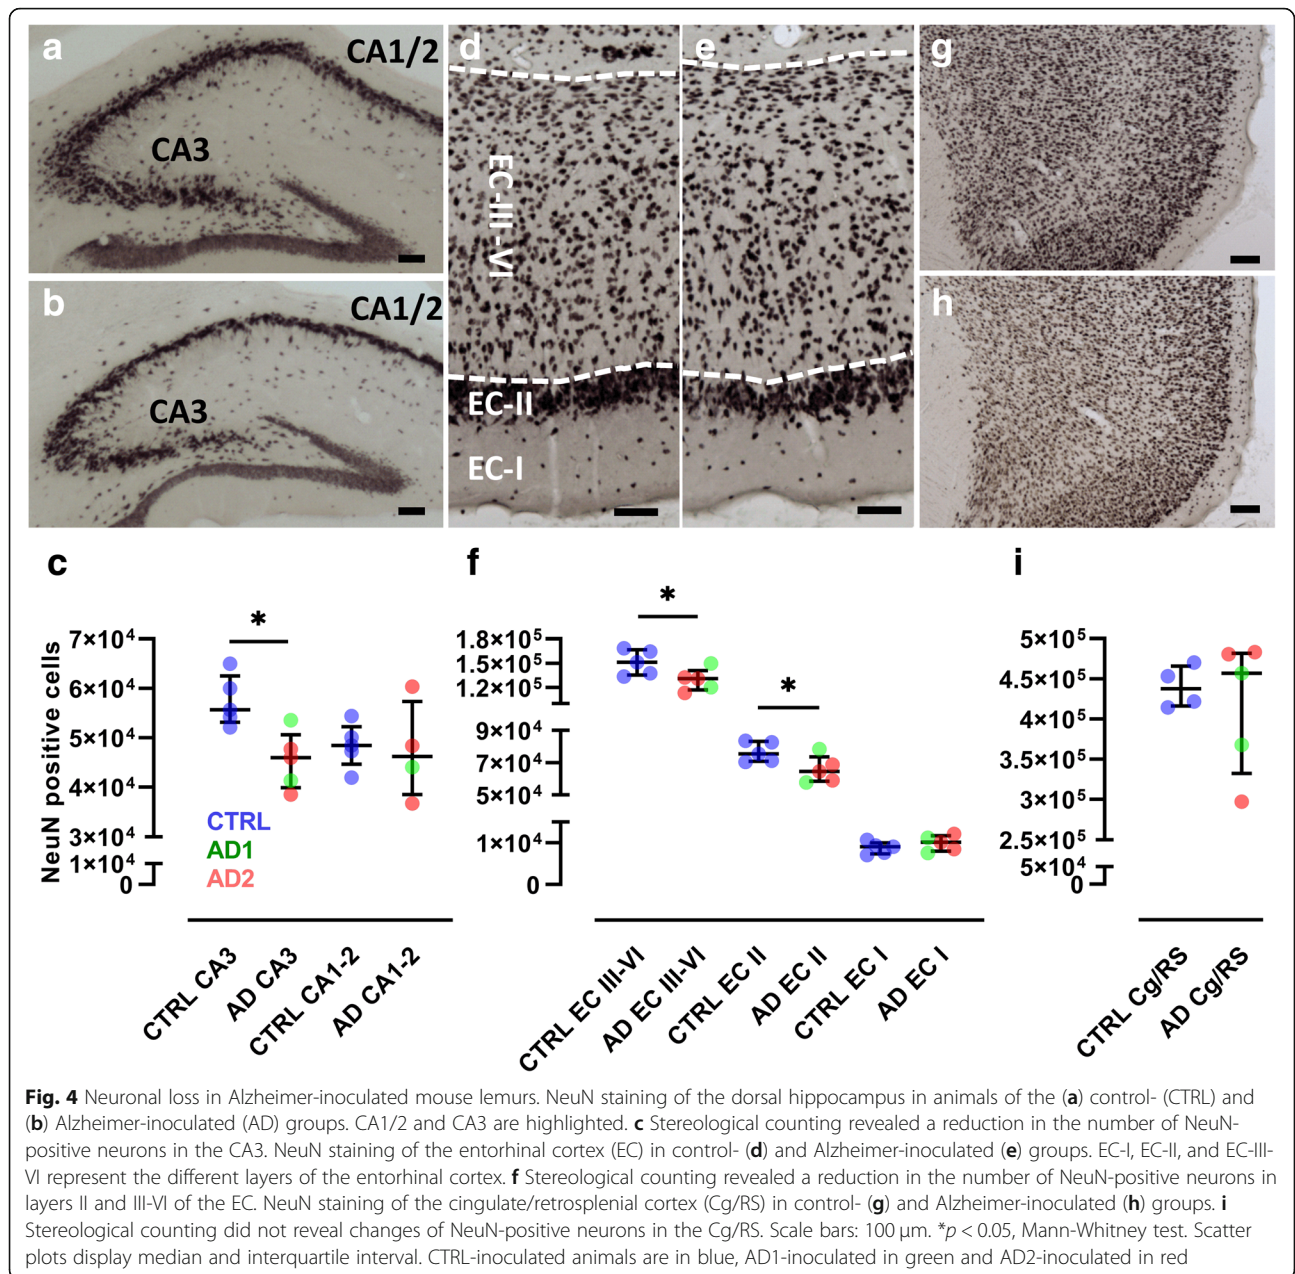 a
CA1/2
CA3
b
CA1/2
CA3
d
EC-III-VI
EC-II
EC-I
e
g
h
c
NeuN positive cells
7×10⁴
6×10⁴
5×10⁴
4×10⁴
3×10⁴
1×10⁴
0
*
CTRL
AD1
AD2
CTRL CA3
AD CA3
CTRL CA1-2
AD CA1-2
f
1.8×10⁵
1.5×10⁵
1.2×10⁵
9×10⁴
7×10⁴
5×10⁴
1×10⁴
0
*
*
CTRL EC III-VI
AD EC III-VI
CTRL EC II
AD EC II
CTRL EC I
AD EC I
i
5×10⁵
4.5×10⁵
4×10⁵
3.5×10⁵
3×10⁵
2.5×10⁵
5×10⁴
0
CTRL Cg/RS
AD Cg/RS
Fig. 4 Neuronal loss in Alzheimer-inoculated mouse lemurs. NeuN staining of the dorsal hippocampus in animals of the (a) control- (CTRL) and
(b) Alzheimer-inoculated (AD) groups. CA1/2 and CA3 are highlighted. c Stereological counting revealed a reduction in the number of NeuN-
positive neurons in the CA3. NeuN staining of the entorhinal cortex (EC) in control- (d) and Alzheimer-inoculated (e) groups. EC-I, EC-II, and EC-III-
VI represent the different layers of the entorhinal cortex. f Stereological counting revealed a reduction in the number of NeuN-positive neurons in
layers II and III-VI of the EC. NeuN staining of the cingulate/retrosplenial cortex (Cg/RS) in control- (g) and Alzheimer-inoculated (h) groups. i
Stereological counting did not reveal changes of NeuN-positive neurons in the Cg/RS. Scale bars: 100 μm. *p < 0.05, Mann-Whitney test. Scatter
plots display median and interquartile interval. CTRL-inoculated animals are in blue, AD1-inoculated in green and AD2-inoculated in red